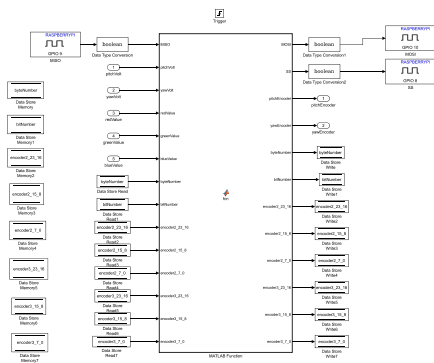 Trigger
RASPBERRYPI
GPIO 9
MISO
boolean
Data Type Conversion
MISO
MOSI
boolean
Data Type Conversion1
RASPBERRYPI
GPIO 10
MOSI
SS
boolean
Data Type Conversion2
RASPBERRYPI
GPIO 8
SS
1
pitchVolt
pitchVolt
2
yawVolt
yawVolt
3
redValue
redValue
4
greenValue
greenValue
5
blueValue
blueValue
pitchEncoder
1
pitchEncoder
yawEncoder
2
yawEncoder
byteNumber
Data Store
Memory
bitNumber
Data Store
Memory1
encoder2_23_16
Data Store
Memory2
encoder2_15_8
Data Store
Memory3
encoder2_7_0
Data Store
Memory4
encoder3_23_16
Data Store
Memory5
encoder3_15_8
Data Store
Memory6
encoder3_7_0
Data Store
Memory7
byteNumber
Data Store Read
byteNumber
bitNumber
Data Store
Read1
bitNumber
encoder2_23_16
Data Store
Read2
encoder2_23_16
encoder2_15_8
Data Store
Read3
encoder2_15_8
encoder2_7_0
Data Store
Read4
encoder2_7_0
encoder3_23_16
Data Store
Read5
encoder3_23_16
encoder3_15_8
Data Store
Read6
encoder3_15_8
encoder3_7_0
Data Store
Read7
encoder3_7_0
fcn
MATLAB Function
byteNumber
byteNumber
Data Store
Write
bitNumber
bitNumber
Data Store
Write1
encoder2_23_16
encoder2_23_16
Data Store
Write2
encoder2_15_8
encoder2_15_8
Data Store
Write3
encoder2_7_0
encoder2_7_0
Data Store
Write4
encoder3_23_16
encoder3_23_16
Data Store
Write5
encoder3_15_8
encoder3_15_8
Data Store
Write6
encoder3_7_0
encoder3_7_0
Data Store
Write7